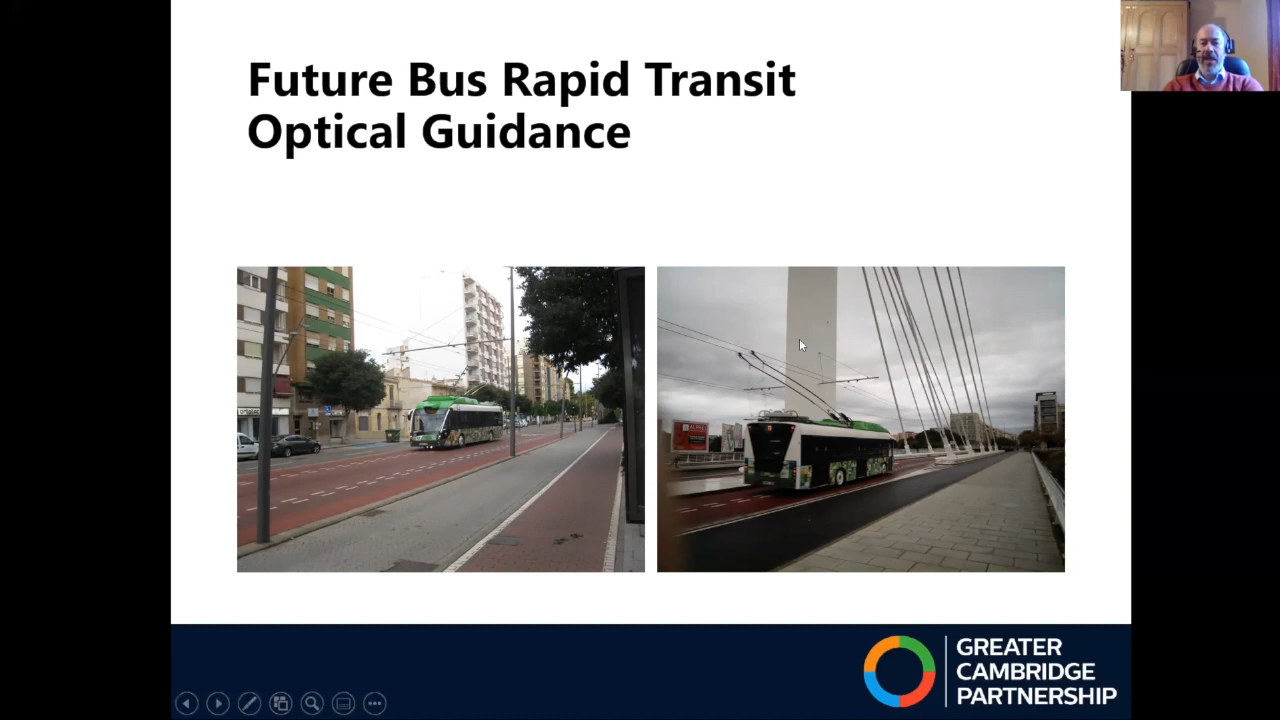 Future Bus Rapid Transit
Optical Guidance
GREATER
CAMBRIDGE
PARTNERSHIP